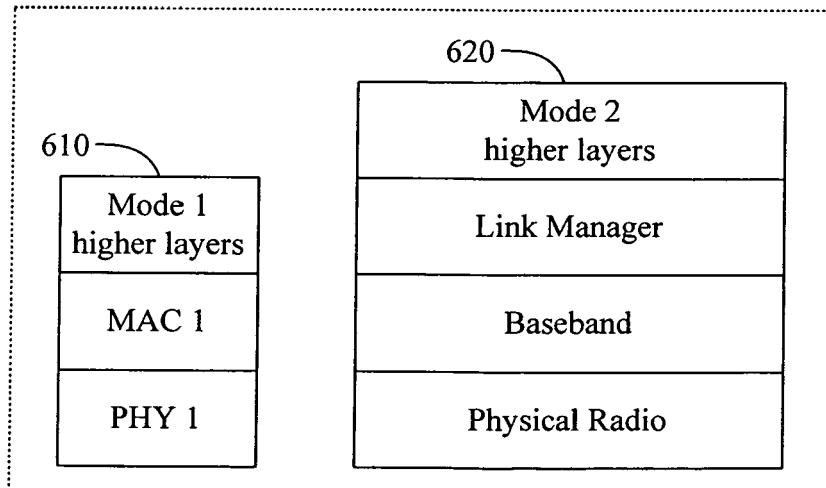 620
Mode 2
higher layers
610
Mode 1
higher layers
Link Manager
MAC 1
Baseband
PHY 1
Physical Radio